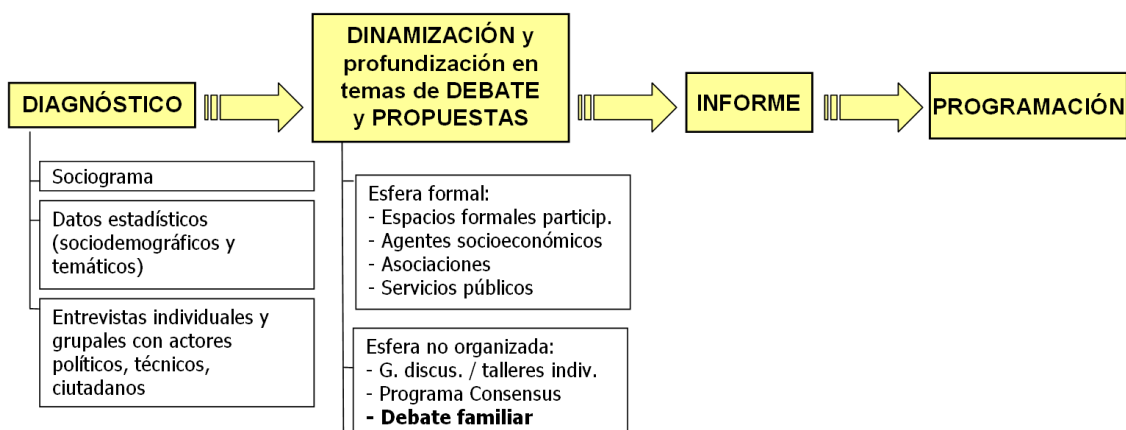 DIAGNÓSTICO
DINAMIZACIÓN y
profundización en
temas de DEBATE
y PROPUESTAS
INFORME
PROGRAMACIÓN
Sociograma
Datos estadísticos
(sociodemográficos y
temáticos)
Entrevistas individuales y
grupales con actores
políticos, técnicos,
ciutadanos
Esfera formal:
- Espacios formales particip.
- Agentes socioeconómicos
- Asociaciones
- Servicios públicos
Esfera no organizada:
- G. discus. / talleres indiv.
- Programa Consensus
- Debate familiar